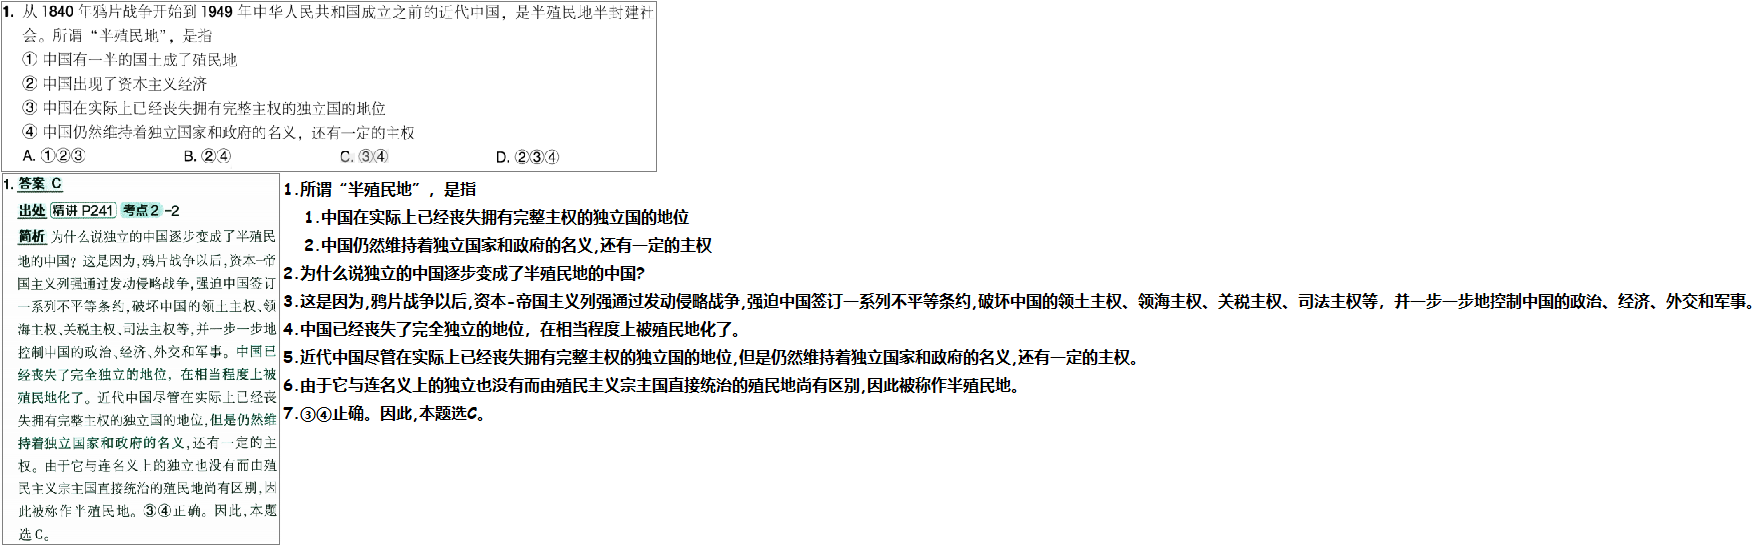 1. 从 1840 年鸦片战争开始到 1949 年中华人民共和国成立之前的近代中国，是半殖民地半封建社
会。所谓“半殖民地”，是指
① 中国有一半的国土成了殖民地
② 中国出现了资本主义经济
③ 中国在实际上已经丧失拥有完整主权的独立国的地位
④ 中国仍然维持着独立国家和政府的名义，还有一定的主权
A. ①②③ B. ②④ C. ③④ D. ②③④
1. 答案 C
出处 精讲 P241 考点 2 -2
简析 为什么说独立的中国逐步变成了半殖民
地的中国？这是因为,鸦片战争以后,资本-帝
国主义列强通过发动侵略战争,强迫中国签订
一系列不平等条约,破坏中国的领土主权、领
海主权、关税主权、司法主权等,并一步一步地
控制中国的政治、经济、外交和军事。中国已
经丧失了完全独立的地位，在相当程度上被
殖民地化了。近代中国尽管在实际上已经丧
失拥有完整主权的独立国的地位,但是仍然维
持着独立国家和政府的名义,还有一定的主
权。由于它与连名义上的独立也没有而由殖
民主义宗主国直接统治的殖民地尚有区别,因
此被称作半殖民地。③④正确。因此,本题
选 C。
1.所谓“半殖民地”，是指
1.中国在实际上已经丧失拥有完整主权的独立国的地位
2.中国仍然维持着独立国家和政府的名义,还有一定的主权
2.为什么说独立的中国逐步变成了半殖民地的中国?
3.这是因为,鸦片战争以后,资本-帝国主义列强通过发动侵略战争,强迫中国签订一系列不平等条约,破坏中国的领土主权、领海主权、关税主权、司法主权等，并一步一步地控制中国的政治、经济、外交和军事。
4.中国已经丧失了完全独立的地位，在相当程度上被殖民地化了。
5.近代中国尽管在实际上已经丧失拥有完整主权的独立国的地位,但是仍然维持着独立国家和政府的名义,还有一定的主权。
6.由于它与连名义上的独立也没有而由殖民主义宗主国直接统治的殖民地尚有区别,因此被称作半殖民地。
7.③④正确。因此,本题选C。